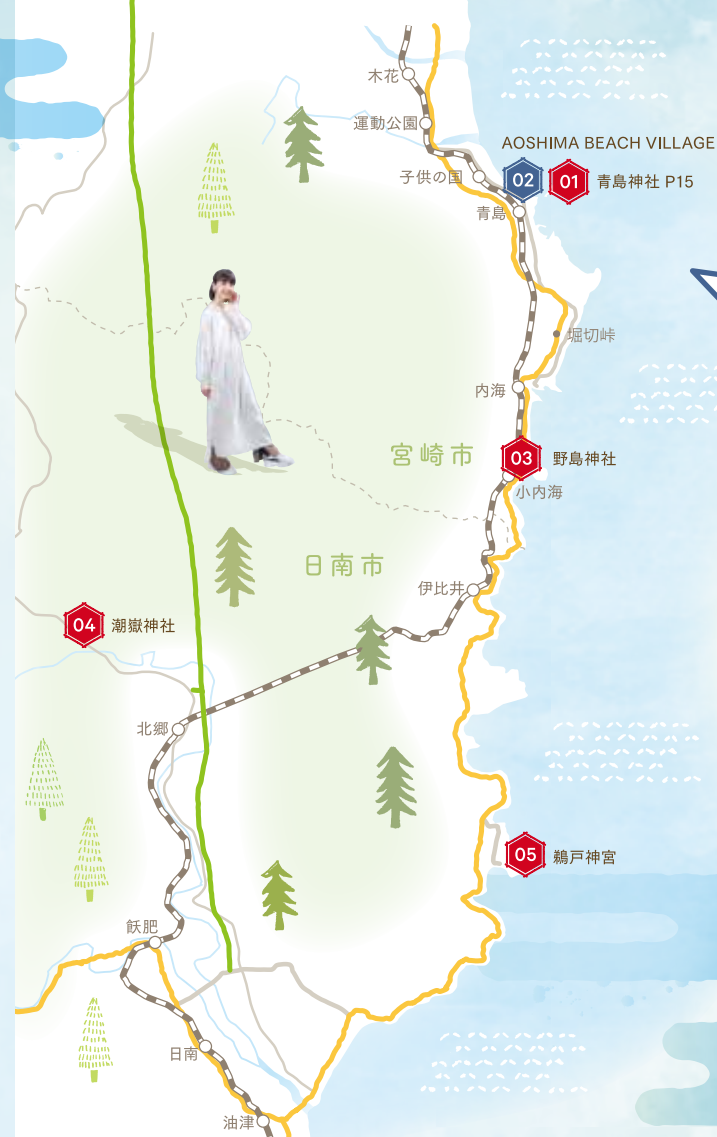 木花
運動公園
AOSHIMA BEACH VILLAGE
子供の国
02
01
青島神社 P15
青島
堀切峠
内海
宮崎市
03
野島神社
小内海
日南市
伊比井
04
潮嶽神社
北郷
05
鵜戸神宮
飫肥
日南
油津